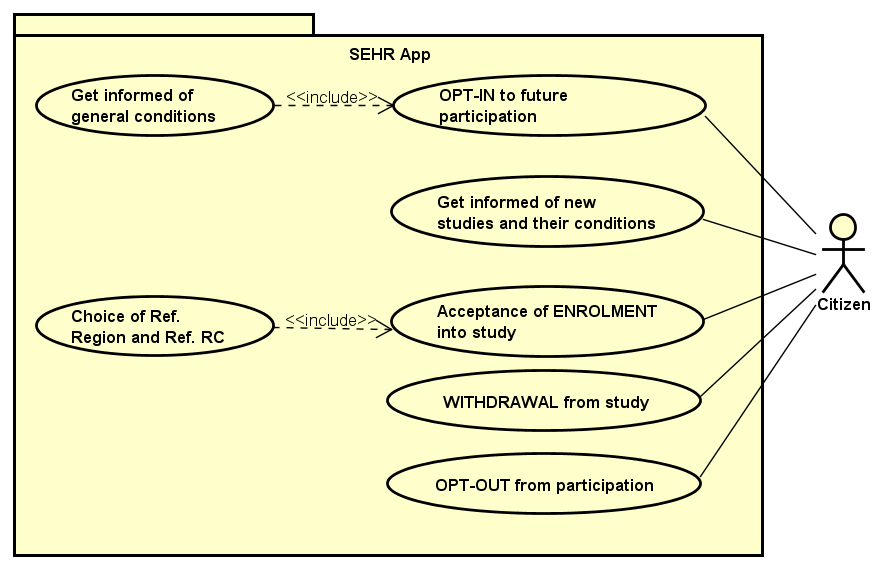 SEHR App
Get informed of
general conditions
<<include>>
OPT-IN to future
participation
Get informed of new
studies and their conditions
Choice of Ref.
Region and Ref. RC
<<include>>
Acceptance of ENROLMENT
into study
WITHDRAWAL from study
OPT-OUT from participation
Citizen